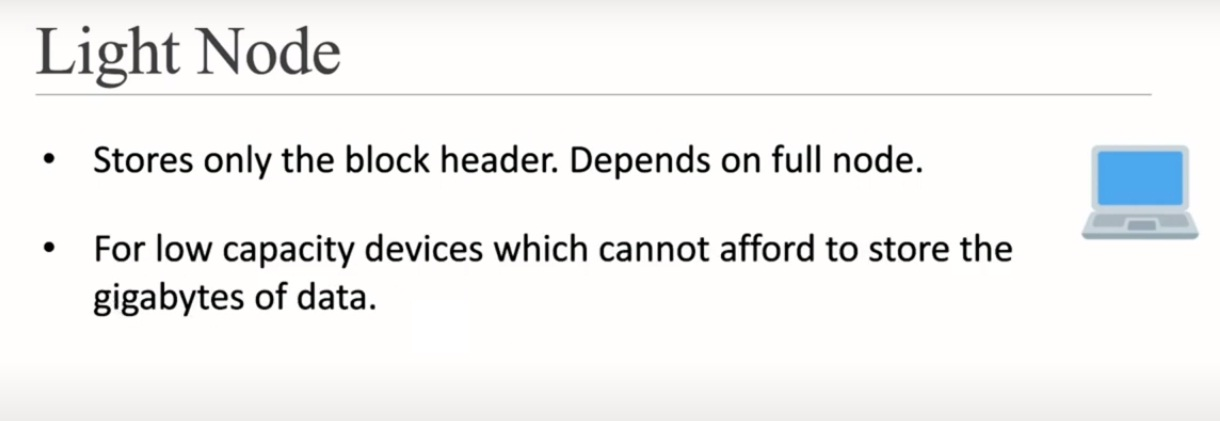 Light Node
• Stores only the block header. Depends on full node.
• For low capacity devices which cannot afford to store the
gigabytes of data.